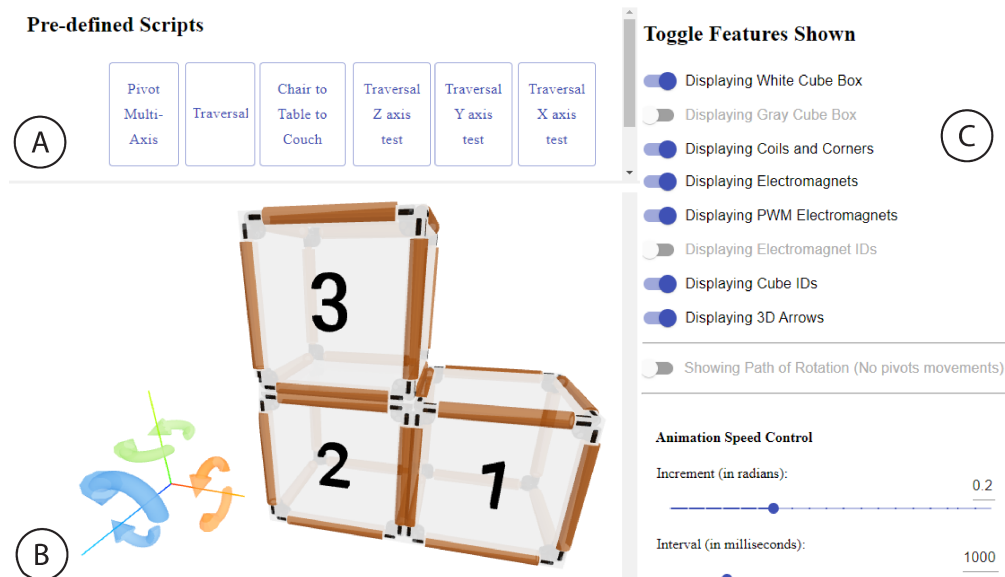 Pre-defined Scripts
Pivot
Multi-
Axis
Traversal
Chair to
Table to
Couch
Traversal
Z axis
test
Traversal
Y axis
test
Traversal
X axis
test
A
3
2
1
B
Toggle Features Shown
Displaying White Cube Box
Displaying Gray Cube Box
C
Displaying Coils and Corners
Displaying Electromagnets
Displaying PWM Electromagnets
Displaying Electromagnet IDs
Displaying Cube IDs
Displaying 3D Arrows
Showing Path of Rotation (No pivots movements)
Animation Speed Control
Increment (in radians):
0.2
Interval (in milliseconds):
1000